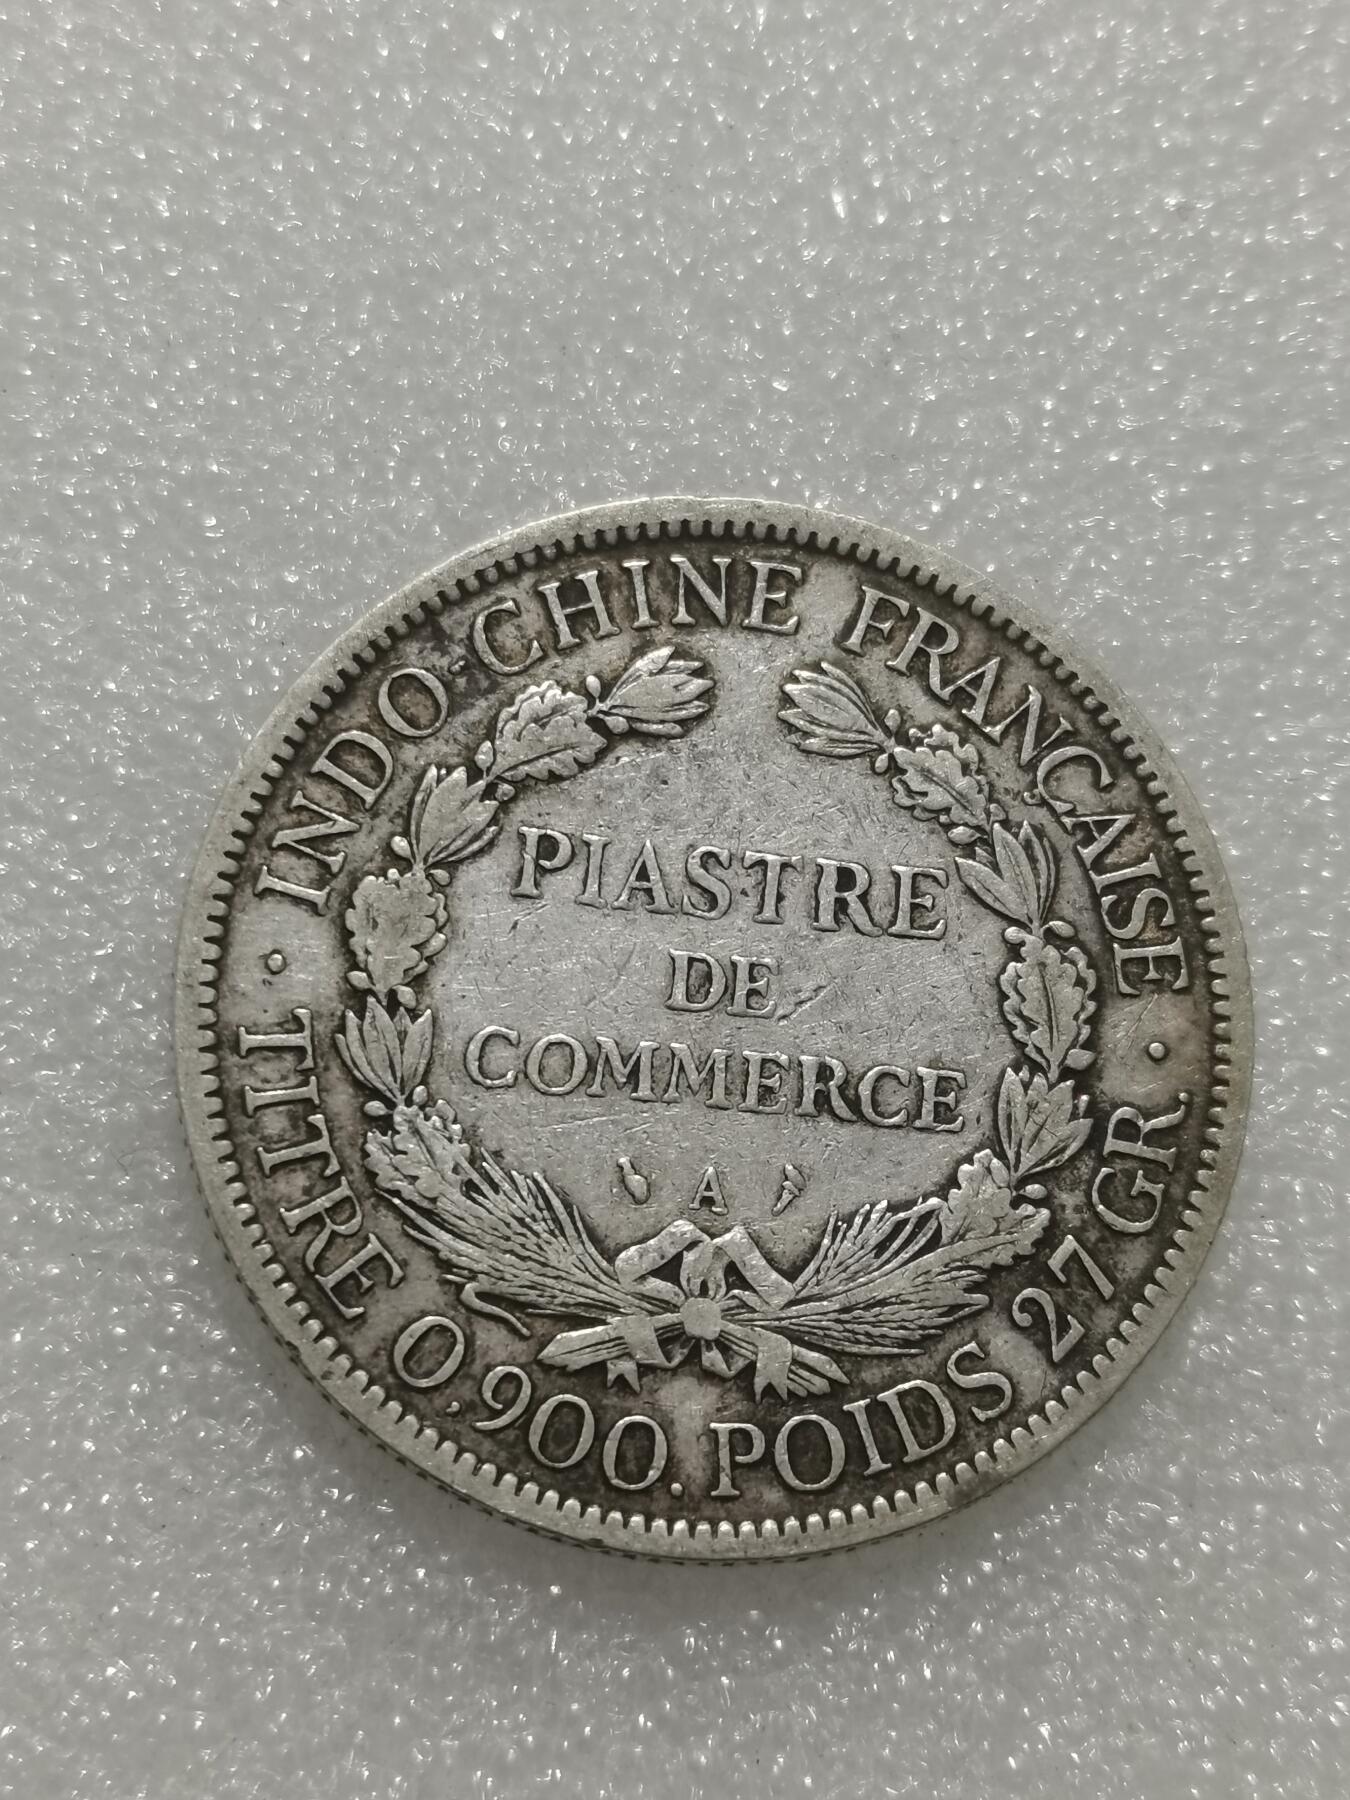 INDO-CHINE FRANÇAISE
PIASTRE
DE
COMMERCE
A
TITRE 0,900. POIDS 27 GR.